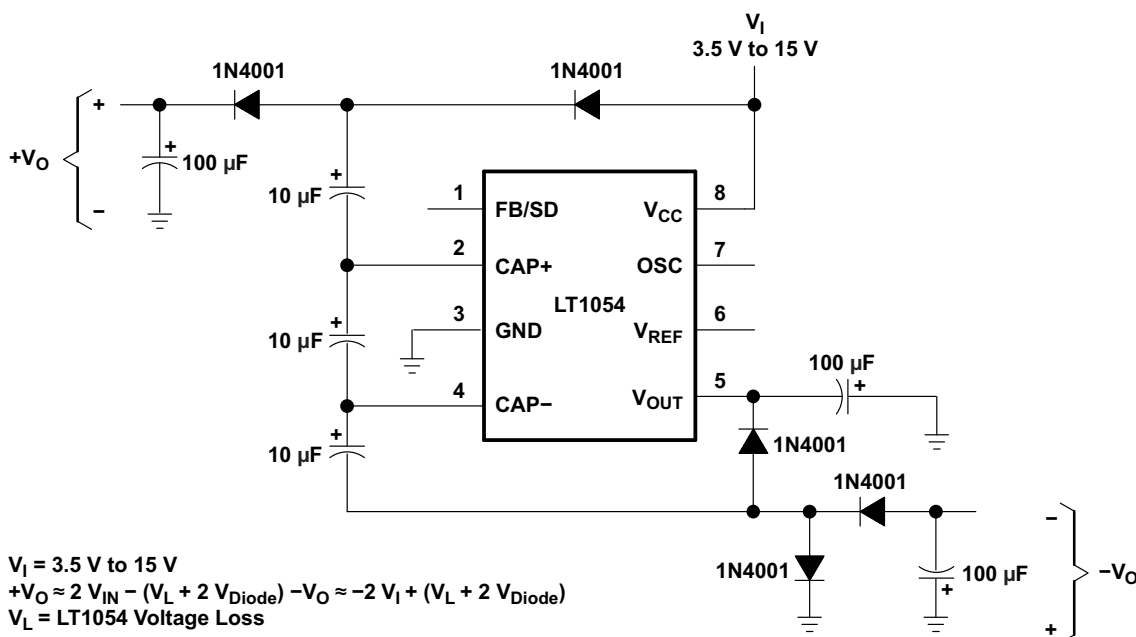 V_I
3.5 V to 15 V
1N4001
1N4001
+
+V_O
−
+
100 µF
+
10 µF
1
FB/SD
V_CC
8
2
CAP+
OSC
7
LT1054
+
10 µF
3
GND
V_REF
6
4
CAP−
V_OUT
5
100 µF
+
+
10 µF
1N4001
1N4001
1N4001
100 µF
+
−
−V_O
+
V_I = 3.5 V to 15 V
+V_O ≈ 2 V_IN − (V_L + 2 V_Diode) −V_O ≈ −2 V_I + (V_L + 2 V_Diode)
V_L = LT1054 Voltage Loss